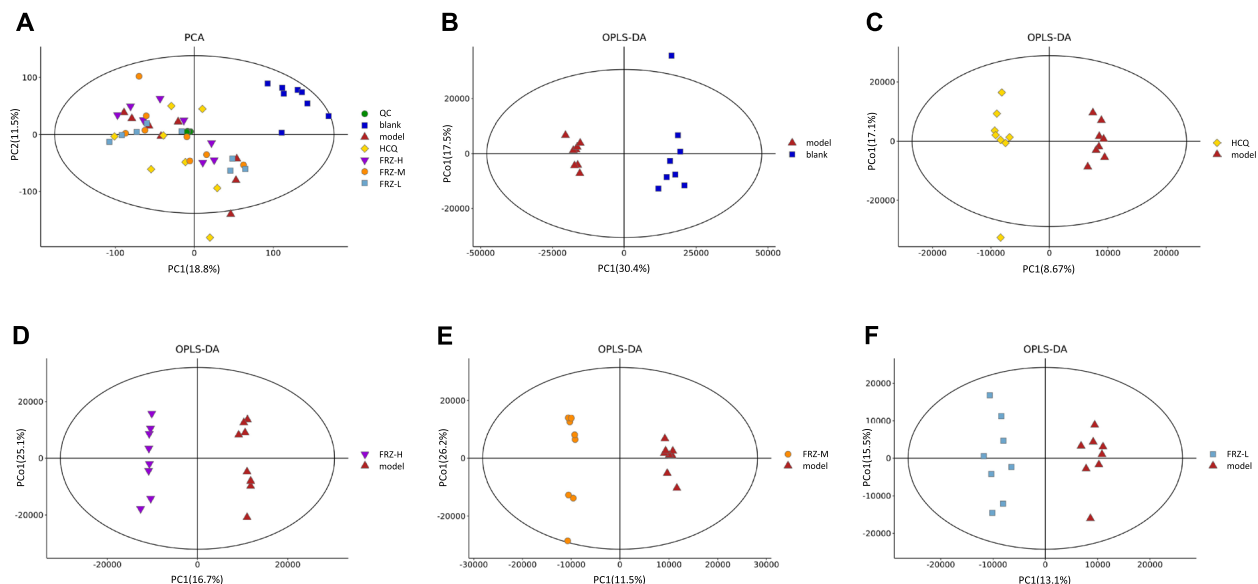 A
PCA
PC2(11.5%)
100
0
-100
-100
0
100
PC1(18.8%)
QC
blank
model
HCQ
FRZ-H
FRZ-M
FRZ-L
B
OPLS-DA
PCo1(17.5%)
20000
0
-20000
-50000
-25000
0
25000
50000
PC1(30.4%)
model
blank
C
OPLS-DA
PCo1(17.1%)
20000
0
-20000
-20000
-10000
0
10000
20000
PC1(8.67%)
HCQ
model
D
OPLS-DA
PCo1(25.1%)
20000
0
-20000
-20000
0
20000
PC1(16.7%)
FRZ-H
model
E
OPLS-DA
PCo1(26.2%)
20000
0
-20000
-30000
-20000
-10000
0
10000
20000
30000
PC1(11.5%)
FRZ-M
model
F
OPLS-DA
PCo1(15.5%)
20000
10000
0
-10000
-20000
-20000
-10000
0
10000
20000
PC1(13.1%)
FRZ-L
model